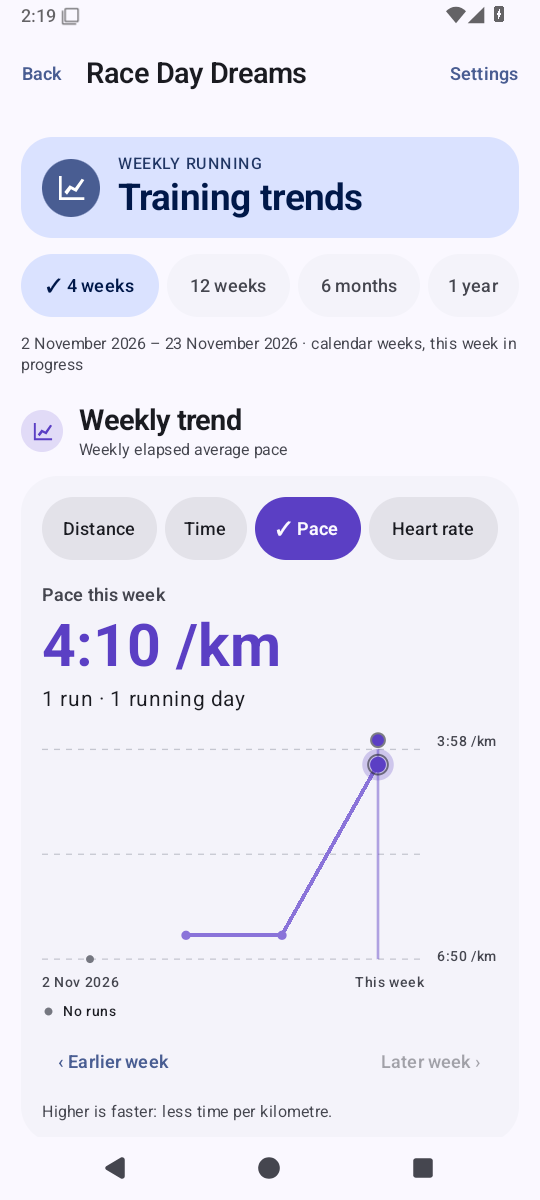 2:19
Back Race Day Dreams Settings
WEEKLY RUNNING
Training trends
✓ 4 weeks 12 weeks 6 months 1 year
2 November 2026 – 23 November 2026 · calendar weeks, this week in
progress
Weekly trend
Weekly elapsed average pace
Distance Time ✓ Pace Heart rate
Pace this week
4:10 /km
1 run · 1 running day
3:58 /km
6:50 /km
2 Nov 2026 This week
No runs
‹ Earlier week Later week ›
Higher is faster: less time per kilometre.